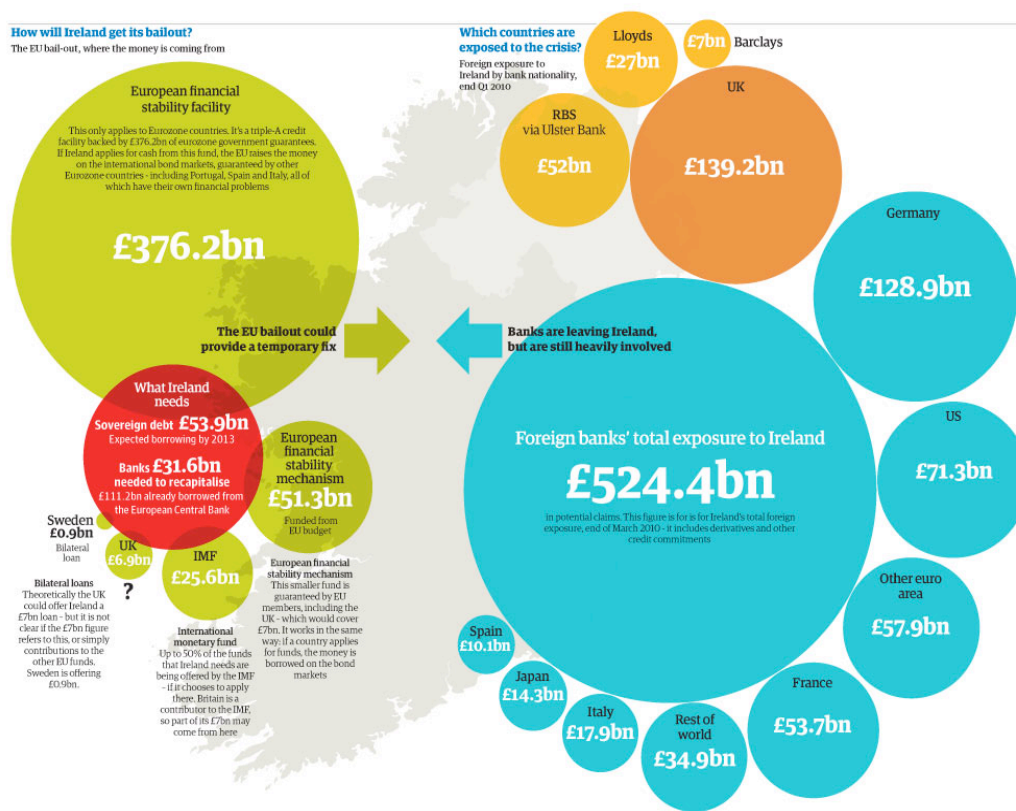 How will Ireland get its bailout?
The EU bail-out, where the money is coming from
European financial
stability facility
This only applies to Eurozone countries. It's a triple-A credit
facility backed by £376.2bn of eurozone government guarantees.
If Ireland applies for cash from this fund, the EU raises the money
on the international bond markets, guaranteed by other
Eurozone countries - including Portugal, Spain and Italy, all of
which have their own financial problems
£376.2bn
The EU bailout could
provide a temporary fix
What Ireland
needs
Sovereign debt £53.9bn
Expected borrowing by 2013
Banks £31.6bn
needed to recapitalise
£111.2bn already borrowed from
the European Central Bank
European
financial
stability
mechanism
£51.3bn
Funded from
EU budget
Sweden
£0.9bn
Bilateral
loan
UK
£6.9bn
?
IMF
£25.6bn
Bilateral loans
Theoretically the UK
could offer Ireland a
£7bn loan - but it is not
clear if the £7bn figure
refers to this, or simply
contributions to the
other EU funds.
Sweden is offering
£0.9bn.
International
monetary fund
Up to 50% of the funds
that Ireland needs are
being offered by the IMF
- if it chooses to apply
there. Britain is a
contributor to the IMF,
so part of its £7bn may
come from here
European financial
stability mechanism
This smaller fund is
guaranteed by EU
members, including the
UK - which would cover
£7bn. It works in the same
way: if a country applies
for funds, the money is
borrowed on the bond
markets
Which countries are
exposed to the crisis?
Foreign exposure to
Ireland by bank nationality,
end Q1 2010
Lloyds
£27bn
£7bn Barclays
RBS
via Ulster Bank
£52bn
UK
£139.2bn
Germany
£128.9bn
Banks are leaving Ireland,
but are still heavily involved
Foreign banks' total exposure to Ireland
£524.4bn
in potential claims. This figure is for is for Ireland's total foreign
exposure, end of March 2010 - it includes derivatives and other
credit commitments
US
£71.3bn
Other euro
area
£57.9bn
France
£53.7bn
Rest of
world
£34.9bn
Italy
£17.9bn
Japan
£14.3bn
Spain
£10.1bn